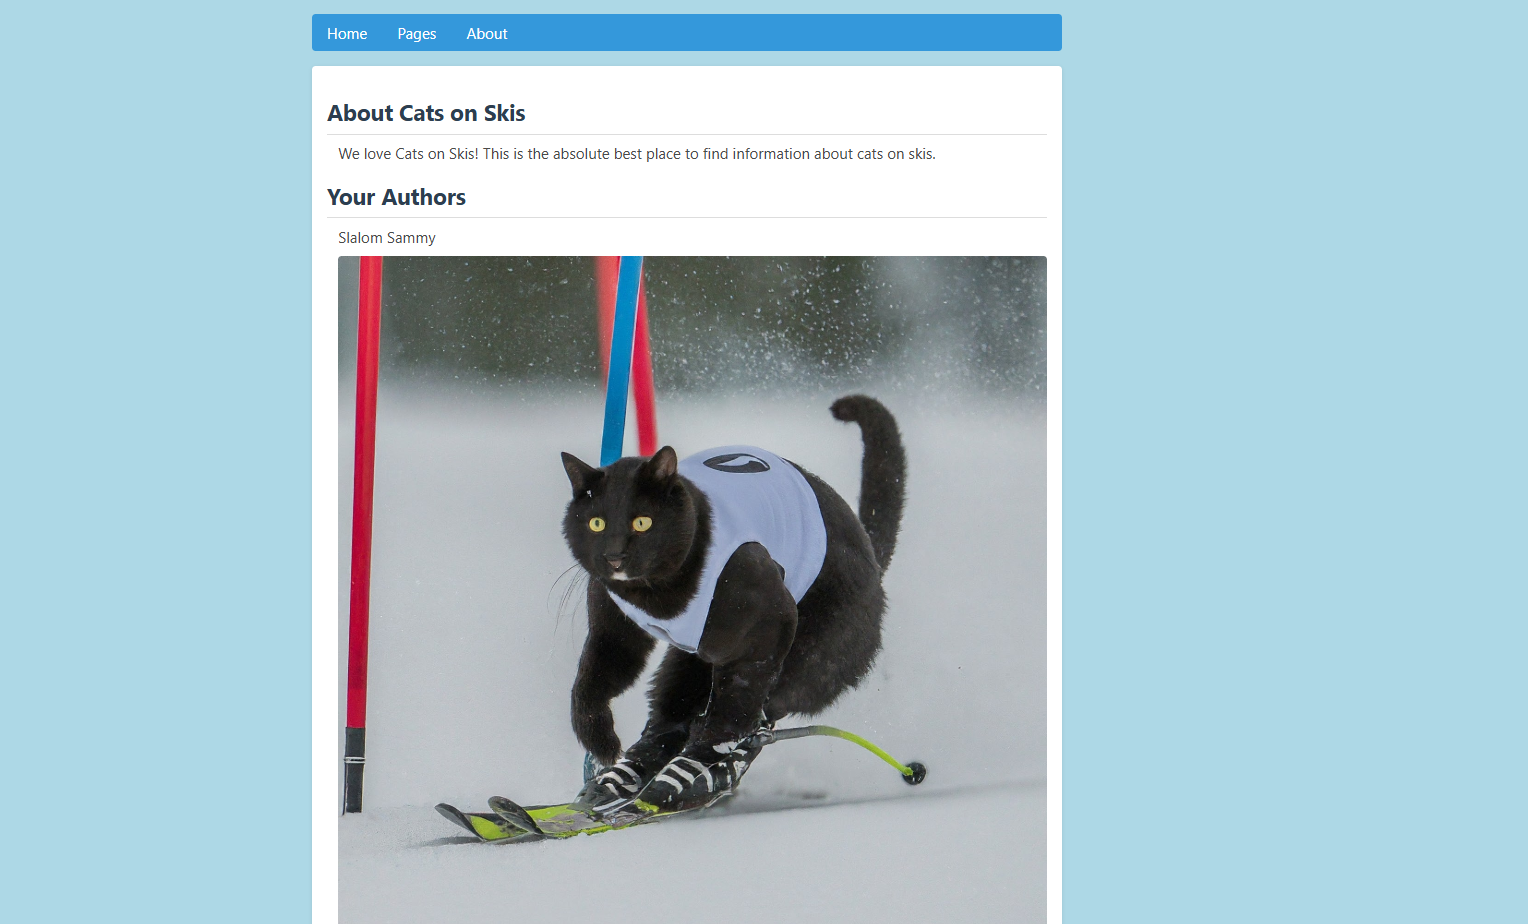 Home Pages About
About Cats on Skis
We love Cats on Skis! This is the absolute best place to find information about cats on skis.
Your Authors
Slalom Sammy